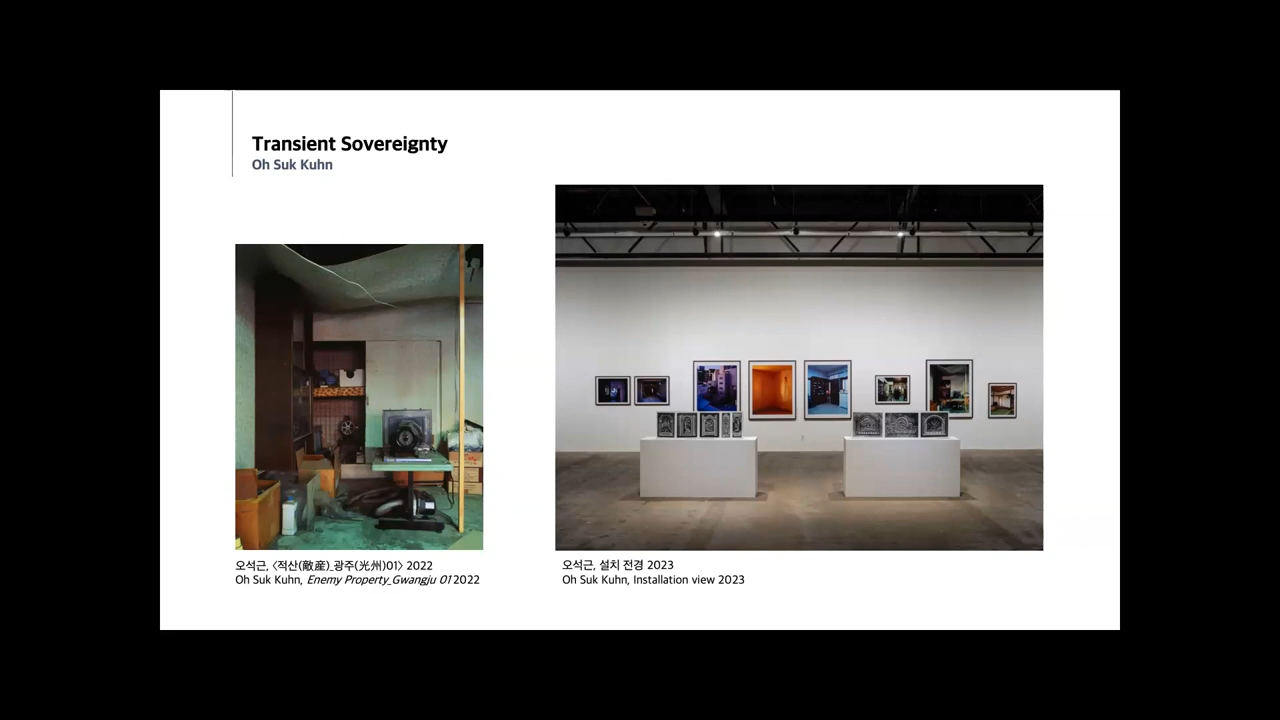 Transient Sovereignty
Oh Suk Kuhn
오석근, 〈적산(敵産)_광주(光州)01〉 2022
Oh Suk Kuhn, Enemy Property_Gwangju 01 2022
오석근, 설치 전경 2023
Oh Suk Kuhn, Installation view 2023